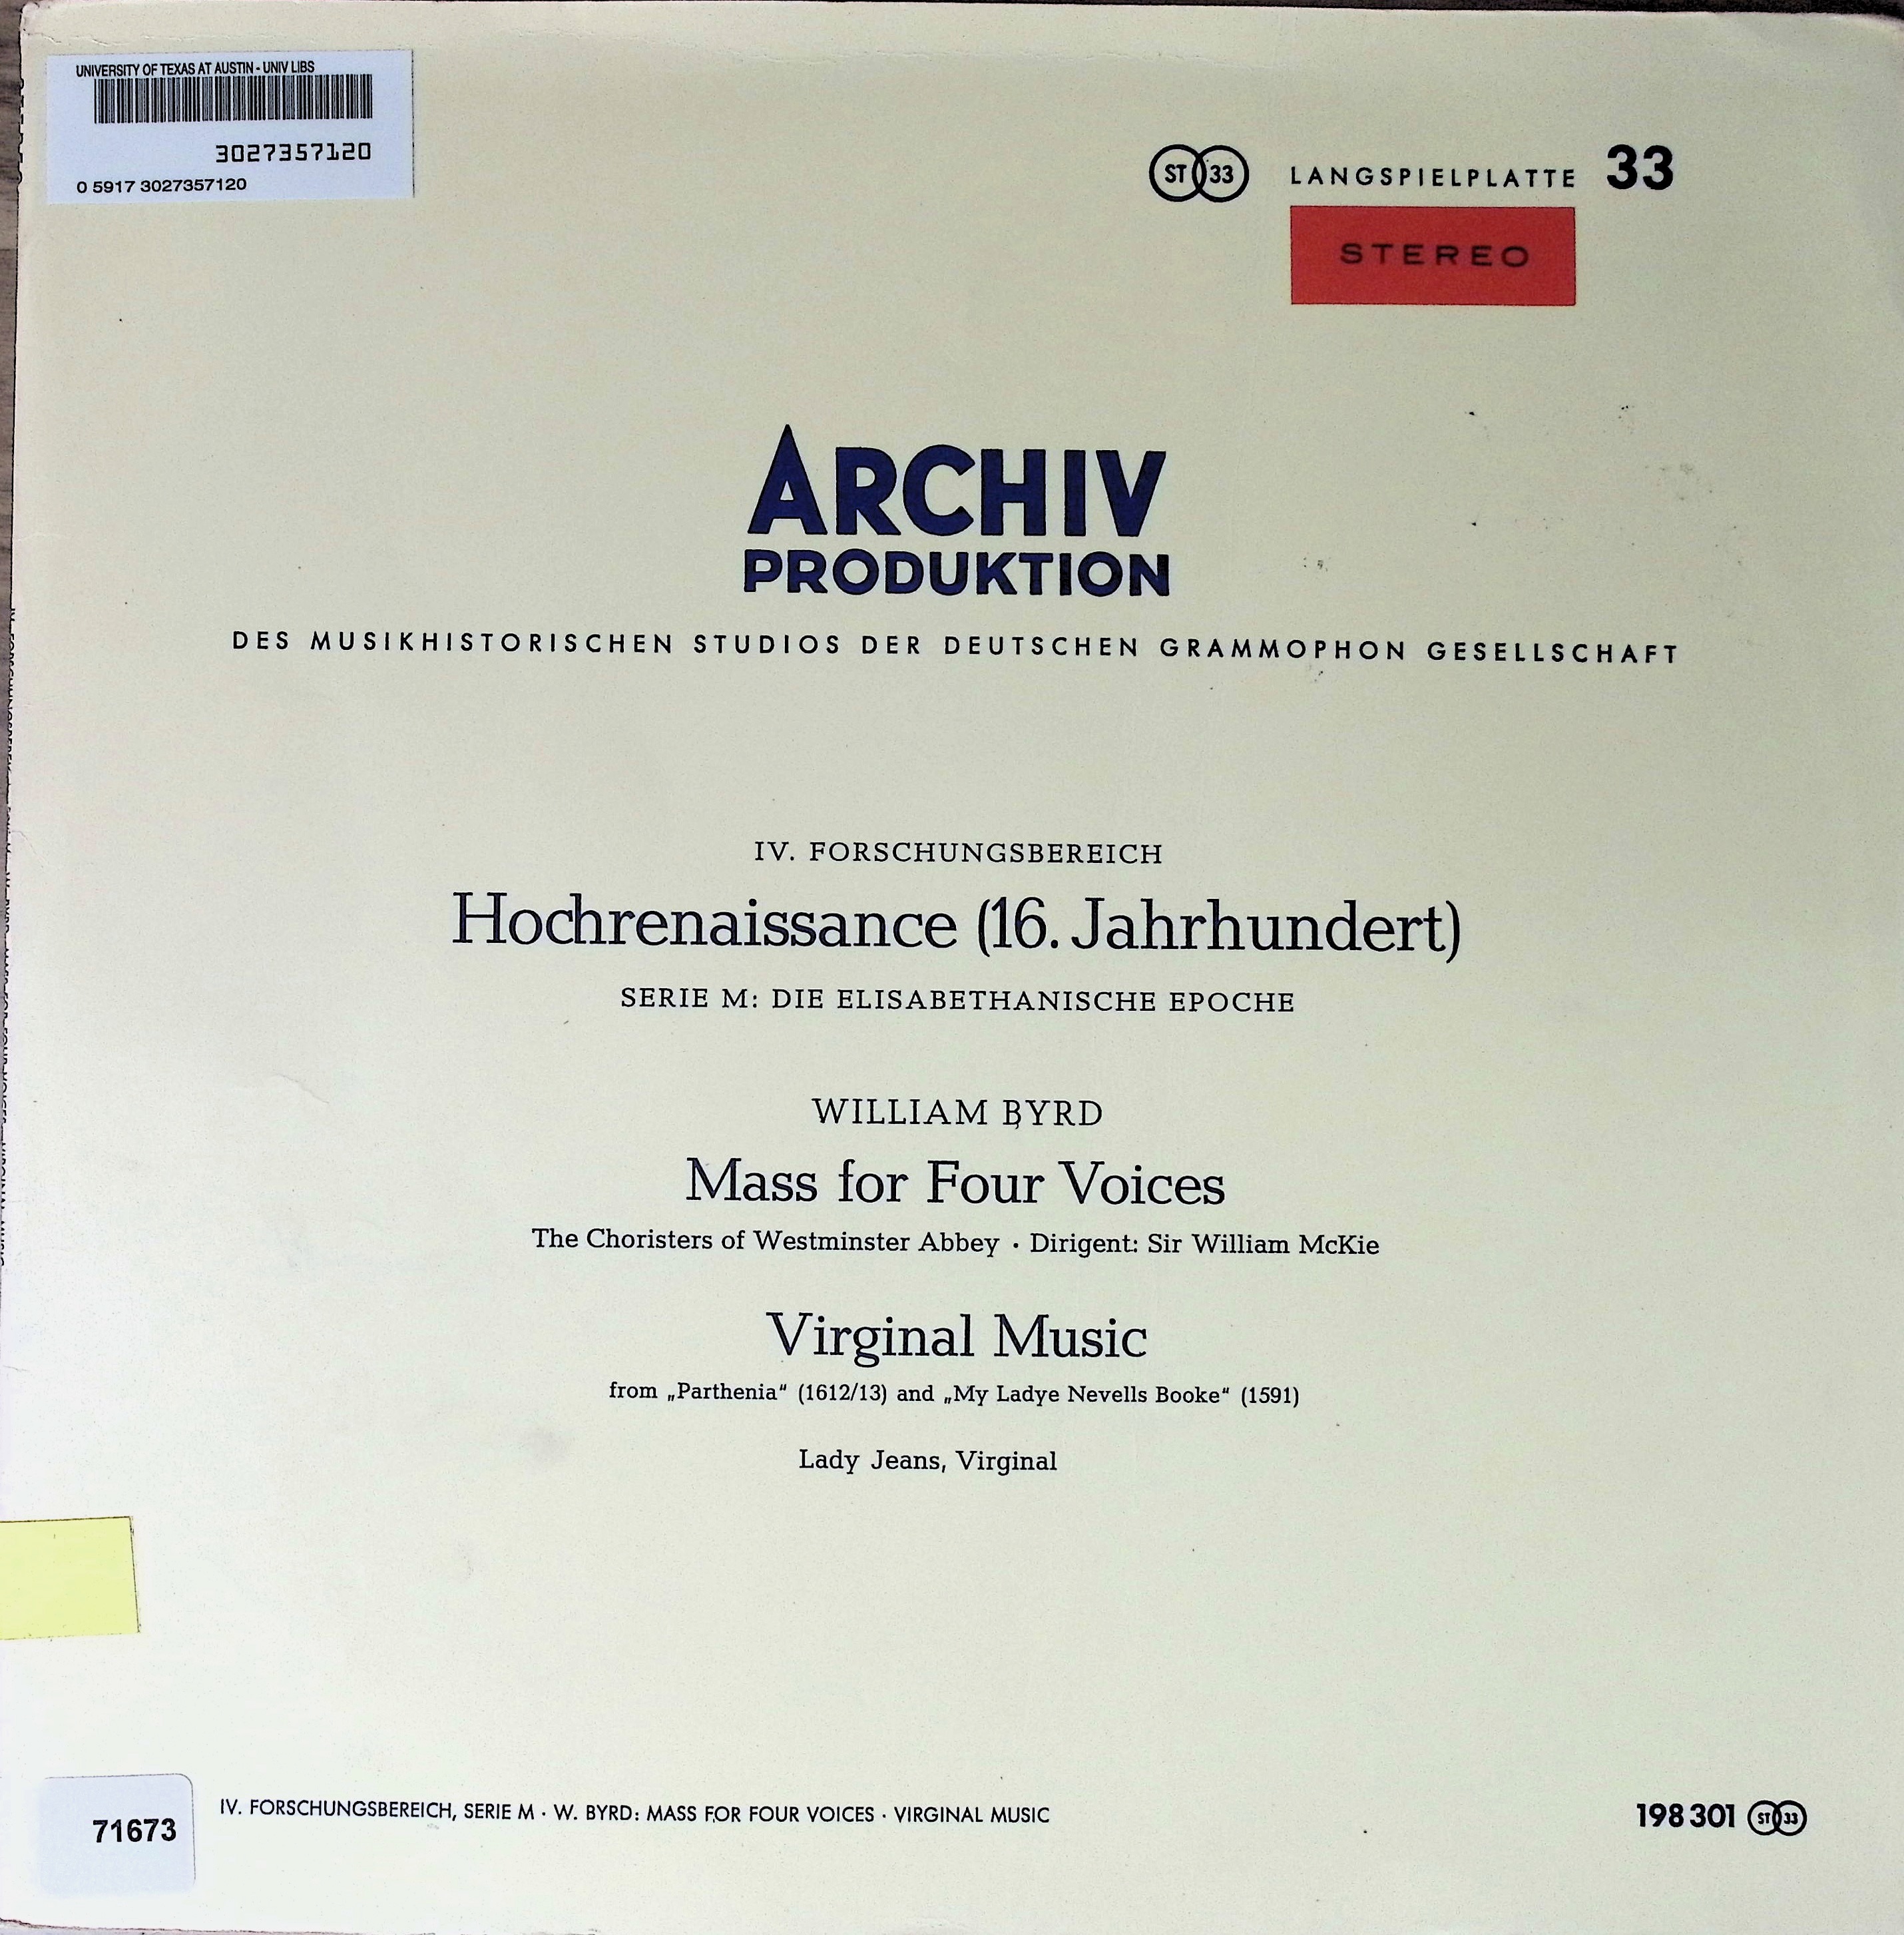 UNIVERSITY OF TEXAS AT AUSTIN - UNIV LIBS
3027357120
0 5917 3027357120
ST 33 LANGSPIELPLATTE 33
STEREO
ARCHIV
PRODUKTION
DES MUSIKHISTORISCHEN STUDIOS DER DEUTSCHEN GRAMMOPHON GESELLSCHAFT
IV. FORSCHUNGSBEREICH
Hochrenaissance (16. Jahrhundert)
SERIE M: DIE ELISABETHANISCHE EPOCHE
WILLIAM BYRD
Mass for Four Voices
The Choristers of Westminster Abbey · Dirigent: Sir William McKie
Virginal Music
from „Parthenia“ (1612/13) and „My Ladye Nevells Booke“ (1591)
Lady Jeans, Virginal
71673
IV. FORSCHUNGSBEREICH, SERIE M · W. BYRD: MASS FOR FOUR VOICES · VIRGINAL MUSIC
198 301 ST 33